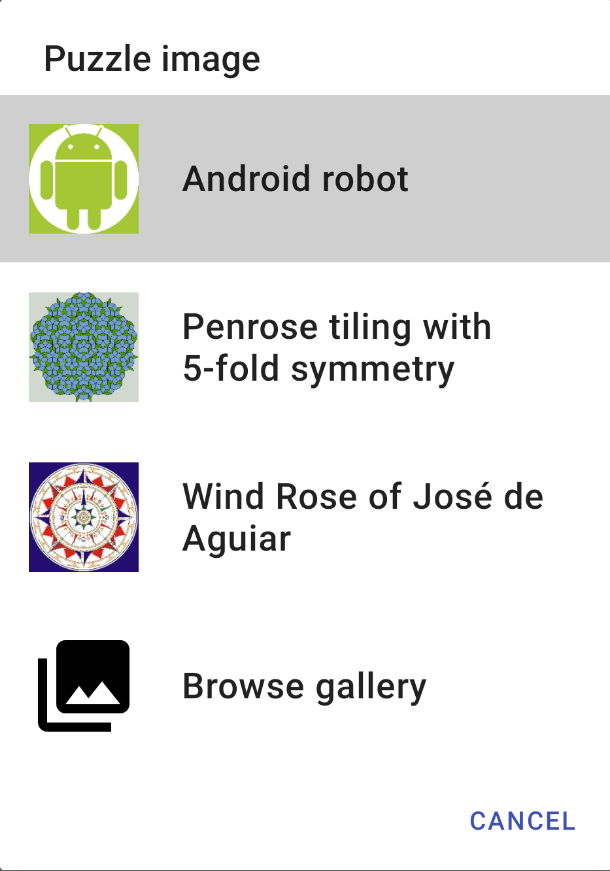 Puzzle image
Android robot
Penrose tiling with
5-fold symmetry
Wind Rose of José de
Aguiar
Browse gallery
CANCEL